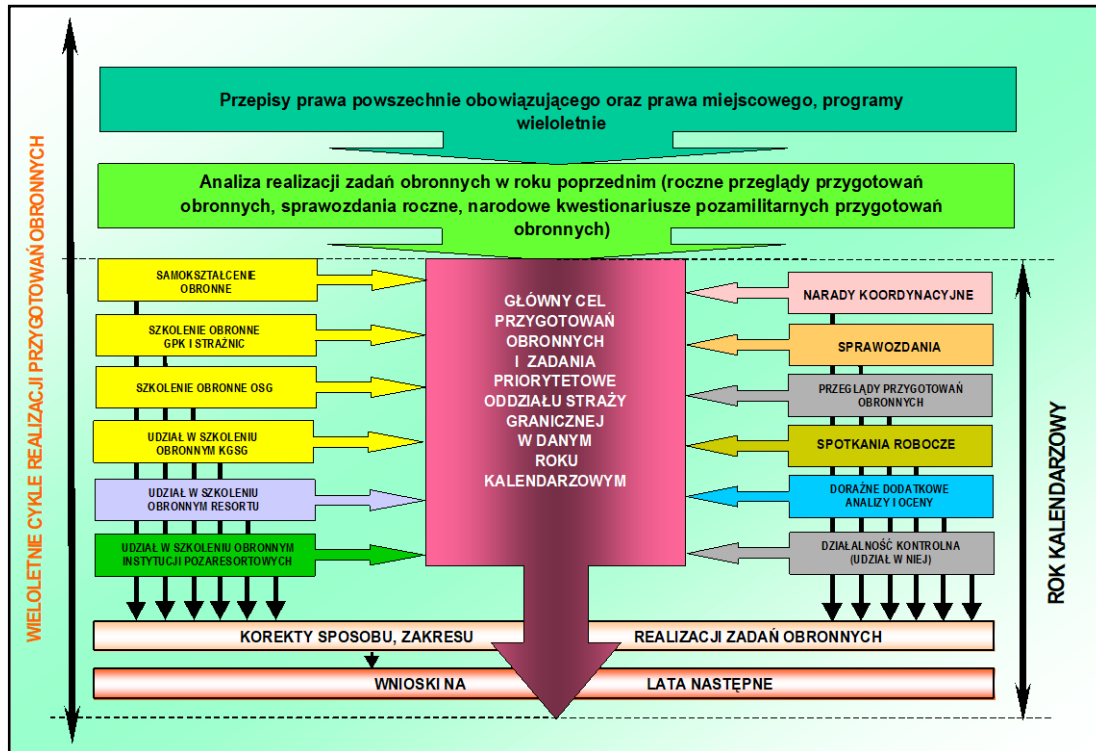 WIELOLETNIE CYKLE REALIZACJI PRZYGOTOWAŃ OBRONNYCH
Przepisy prawa powszechnie obowiązującego oraz prawa miejscowego, programy
wieloletnie
Analiza realizacji zadań obronnych w roku poprzednim (roczne przeglądy przygotowań
obronnych, sprawozdania roczne, narodowe kwestionariusze pozamilitarnych przygotowań
obronnych)
SAMOKSZTAŁCENIE
OBRONNE
SZKOLENIE OBRONNE
GPK I STRAŹNIC
SZKOLENIE OBRONNE OSG
UDZIAŁ W SZKOLENIU
OBRONNYM KGSG
UDZIAŁ W SZKOLENIU
OBRONNYM RESORTU
UDZIAŁ W SZKOLENIU OBRONNYM
INSTYTUCJI POZARESORTOWYCH
GŁÓWNY CEL
PRZYGOTOWAŃ
OBRONNYCH
I ZADANIA
PRIORYTETOWE
ODDZIAŁU STRAŻY
GRANICZNEJ
W DANYM
ROKU
KALENDARZOWYM
NARADY KOORDYNACYJNE
SPRAWOZDANIA
PRZEGLĄDY PRZYGOTOWAŃ
OBRONNYCH
SPOTKANIA ROBOCZE
DORAŹNE DODATKOWE
ANALIZY I OCENY
DZIAŁALNOŚĆ KONTROLNA
(UDZIAŁ W NIEJ)
ROK KALENDARZOWY
KOREKTY SPOSOBU, ZAKRESU REALIZACJI ZADAŃ OBRONNYCH
WNIOSKI NA LATA NASTĘPNE